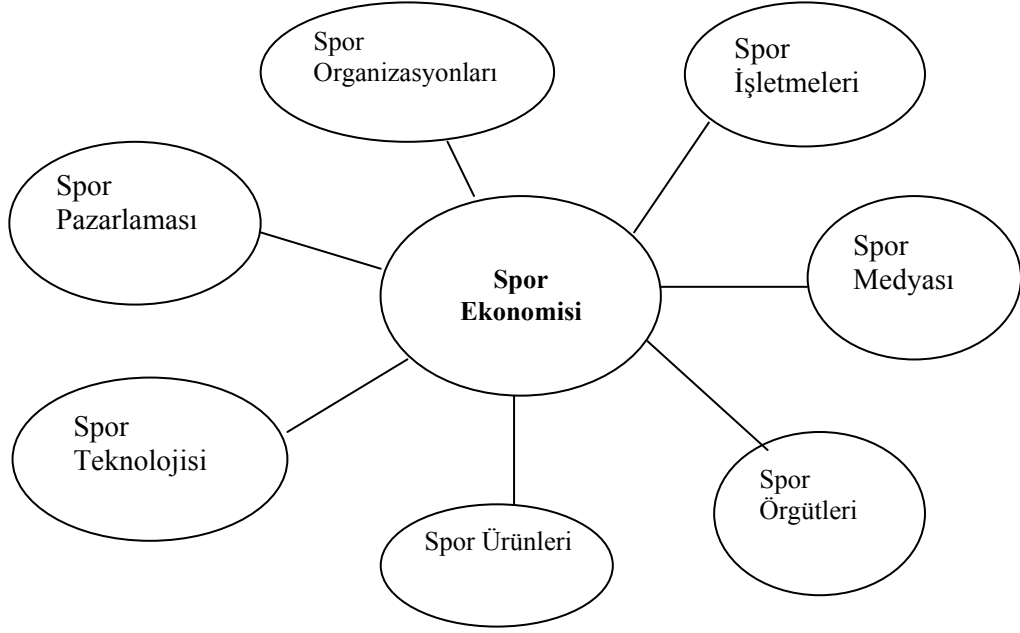 Spor
Organizasyonları
Spor
İşletmeleri
Spor
Pazarlaması
Spor
Medyası
Spor
Ekonomisi
Spor
Teknolojisi
Spor
Örgütleri
Spor Ürünleri